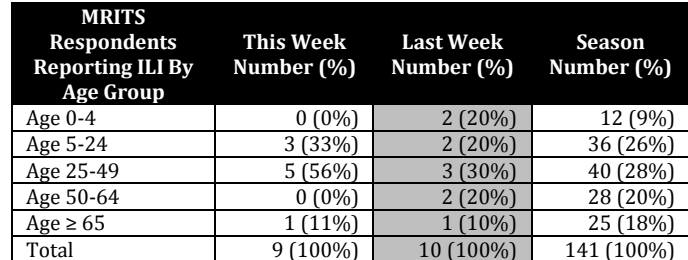 MRITS
Respondents
Reporting ILI By
Age Group
This Week
Number (%)
Last Week
Number (%)
Season
Number (%)
Age 0-4 0 (0%) 2 (20%) 12 (9%)
Age 5-24 3 (33%) 2 (20%) 36 (26%)
Age 25-49 5 (56%) 3 (30%) 40 (28%)
Age 50-64 0 (0%) 2 (20%) 28 (20%)
Age ≥ 65 1 (11%) 1 (10%) 25 (18%)
Total 9 (100%) 10 (100%) 141 (100%)